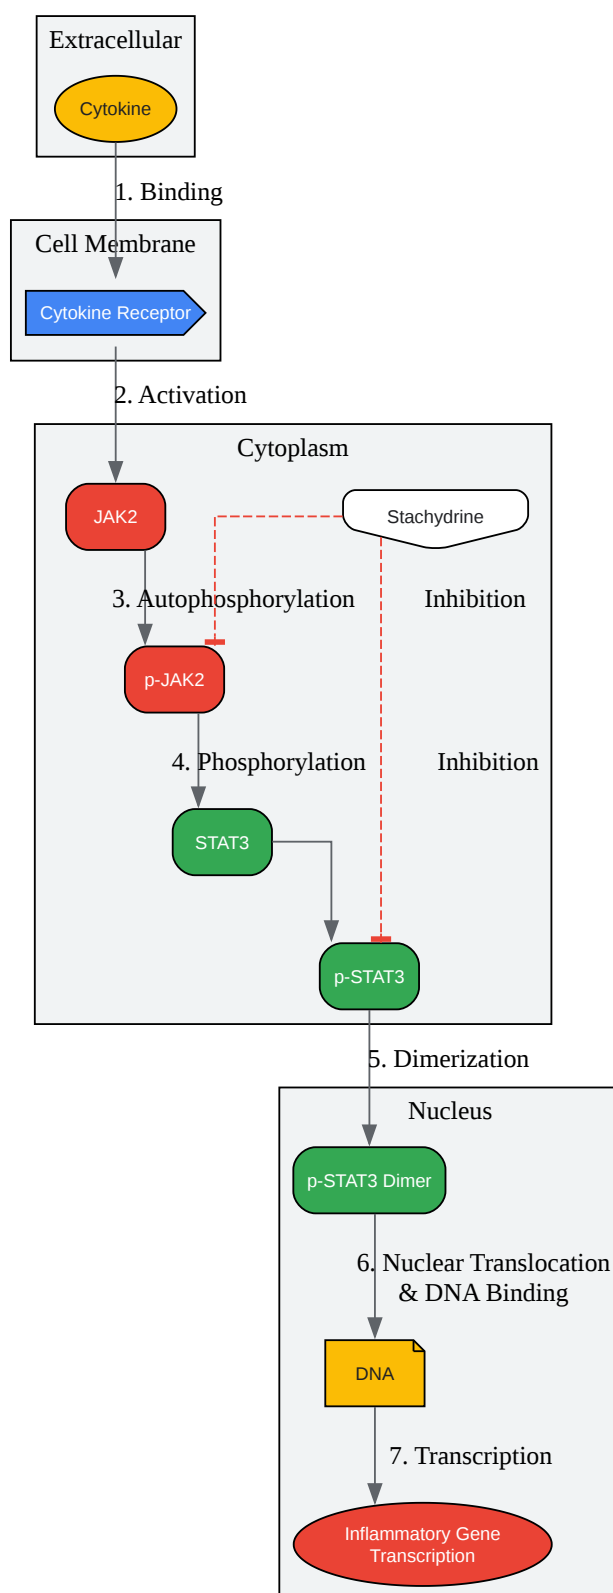 Extracellular
Cytokine
1. Binding
Cell Membrane
Cytokine Receptor
2. Activation
Cytoplasm
JAK2
Stachydrine
3. Autophosphorylation
Inhibition
p-JAK2
4. Phosphorylation
Inhibition
STAT3
p-STAT3
5. Dimerization
Nucleus
p-STAT3 Dimer
6. Nuclear Translocation
& DNA Binding
DNA
7. Transcription
Inflammatory Gene
Transcription